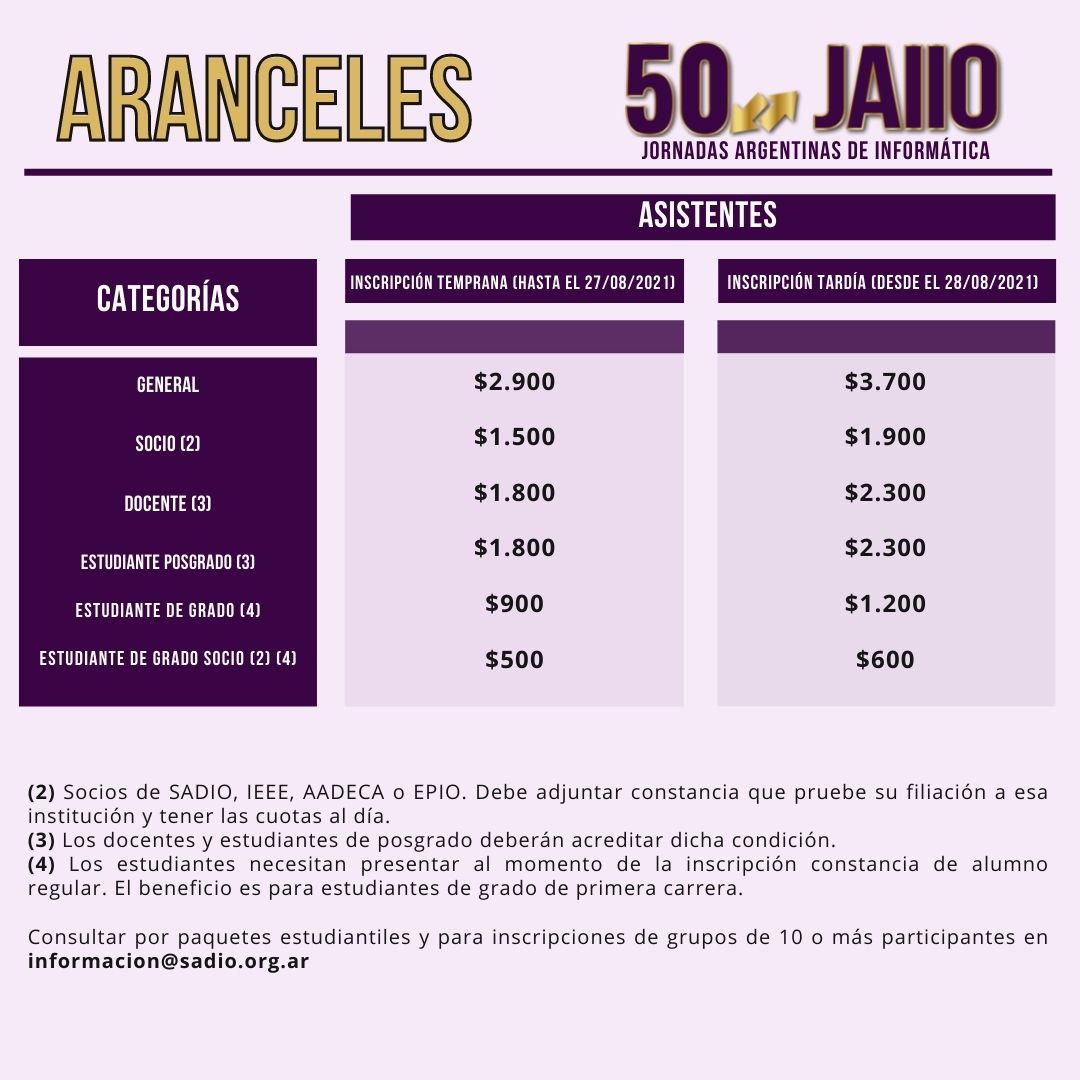 ARANCELES
50 JAIIO
JORNADAS ARGENTINAS DE INFORMÁTICA
ASISTENTES
CATEGORÍAS
INSCRIPCIÓN TEMPRANA (HASTA EL 27/08/2021)
INSCRIPCIÓN TARDÍA (DESDE EL 28/08/2021)
GENERAL $2.900 $3.700
SOCIO (2) $1.500 $1.900
DOCENTE (3) $1.800 $2.300
ESTUDIANTE POSGRADO (3) $1.800 $2.300
ESTUDIANTE DE GRADO (4) $900 $1.200
ESTUDIANTE DE GRADO SOCIO (2) (4) $500 $600
(2) Socios de SADIO, IEEE, AADECA o EPIO. Debe adjuntar constancia que pruebe su filiación a esa
institución y tener las cuotas al día.
(3) Los docentes y estudiantes de posgrado deberán acreditar dicha condición.
(4) Los estudiantes necesitan presentar al momento de la inscripción constancia de alumno
regular. El beneficio es para estudiantes de grado de primera carrera.
Consultar por paquetes estudiantiles y para inscripciones de grupos de 10 o más participantes en
informacion@sadio.org.ar